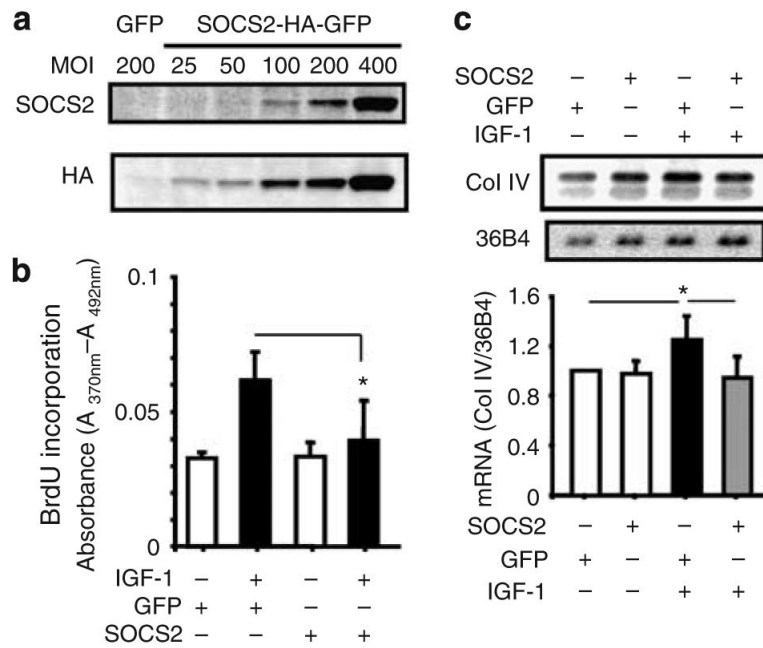 a
GFP SOCS2-HA-GFP
MOI 200 25 50 100 200 400
SOCS2
HA
b
0.1
0.05
0
BrdU incorporation
Absorbance (A 370nm–A 492nm)
*
IGF-1 – + – +
GFP + + – –
SOCS2 – – + +
c
SOCS2 – + – +
GFP + – + –
IGF-1 – – + +
Col IV
36B4
1.6
1.2
0.8
0.4
0
mRNA (Col IV/36B4)
*
SOCS2 – + – +
GFP + – + –
IGF-1 – – + +